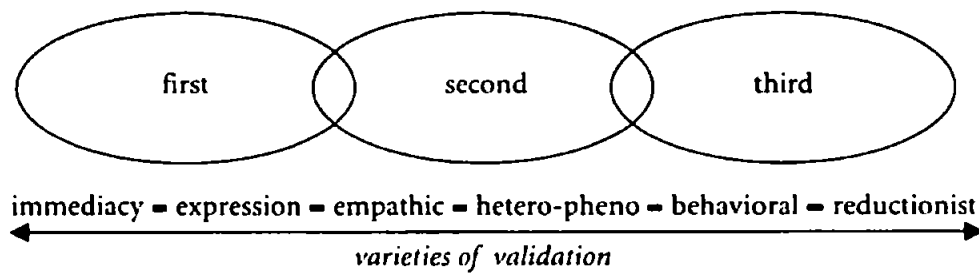 first second third
immediacy – expression – empathic – hetero-pheno – behavioral – reductionist
varieties of validation